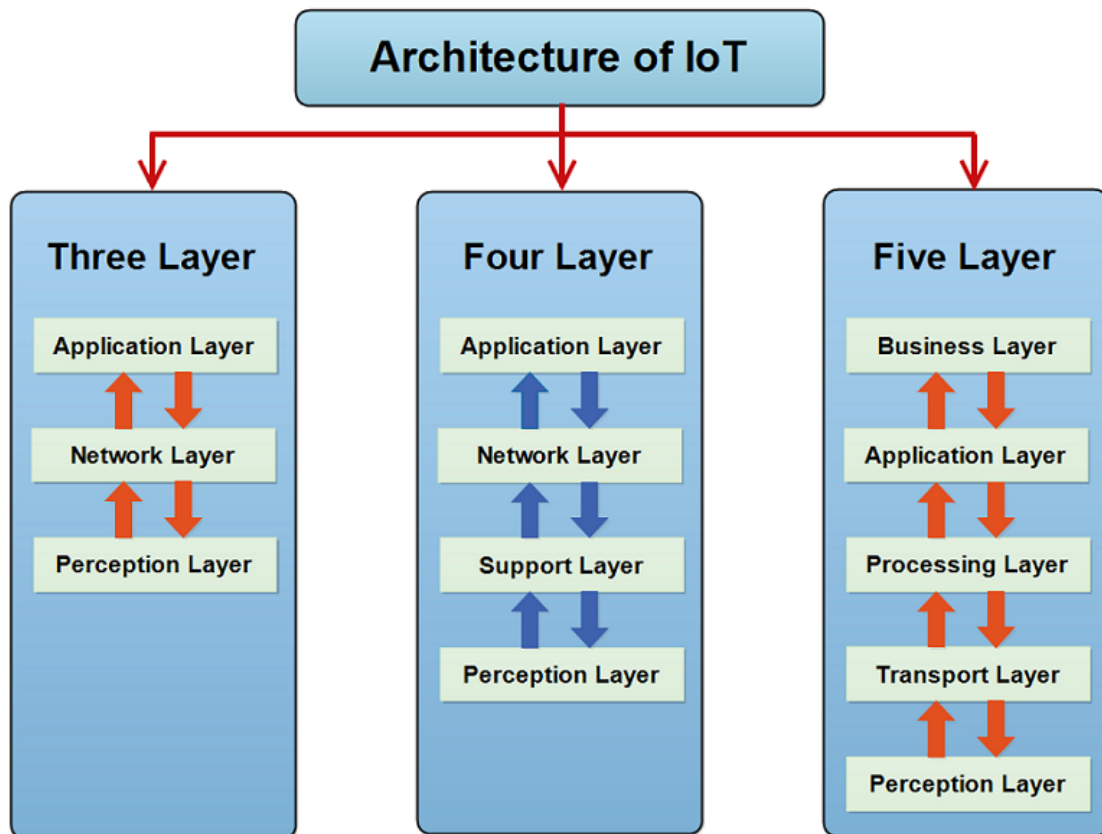 Architecture of IoT
Three Layer
Application Layer
Network Layer
Perception Layer
Four Layer
Application Layer
Network Layer
Support Layer
Perception Layer
Five Layer
Business Layer
Application Layer
Processing Layer
Transport Layer
Perception Layer